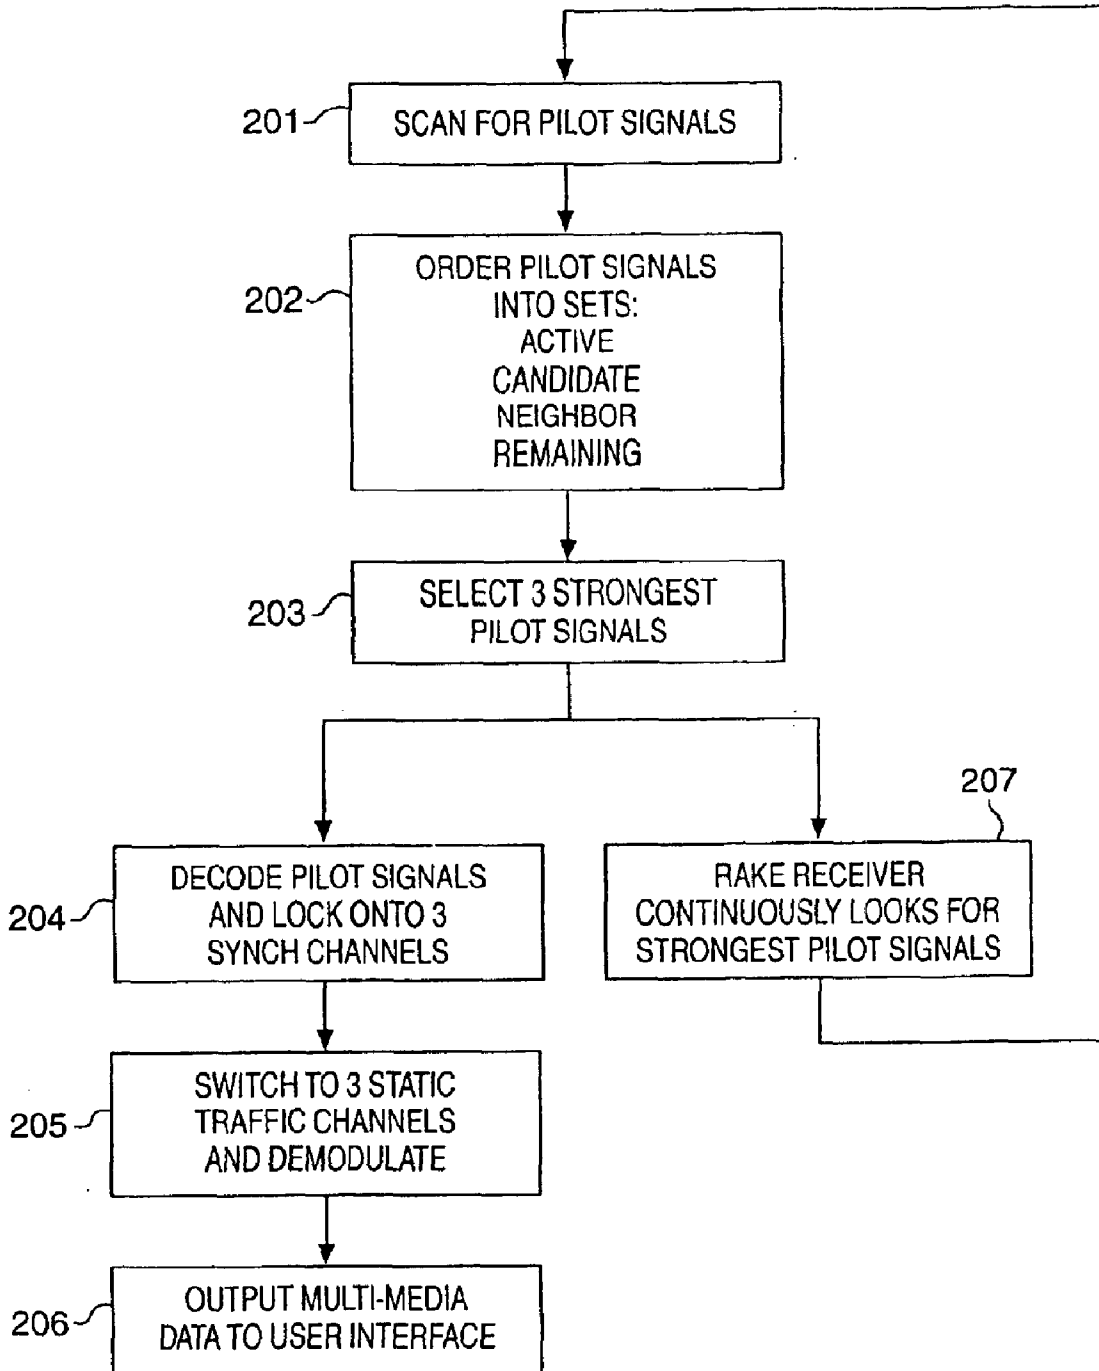 201
SCAN FOR PILOT SIGNALS
202
ORDER PILOT SIGNALS
INTO SETS:
ACTIVE
CANDIDATE
NEIGHBOR
REMAINING
203
SELECT 3 STRONGEST
PILOT SIGNALS
204
DECODE PILOT SIGNALS
AND LOCK ONTO 3
SYNCH CHANNELS
207
RAKE RECEIVER
CONTINUOUSLY LOOKS FOR
STRONGEST PILOT SIGNALS
205
SWITCH TO 3 STATIC
TRAFFIC CHANNELS
AND DEMODULATE
206
OUTPUT MULTI-MEDIA
DATA TO USER INTERFACE